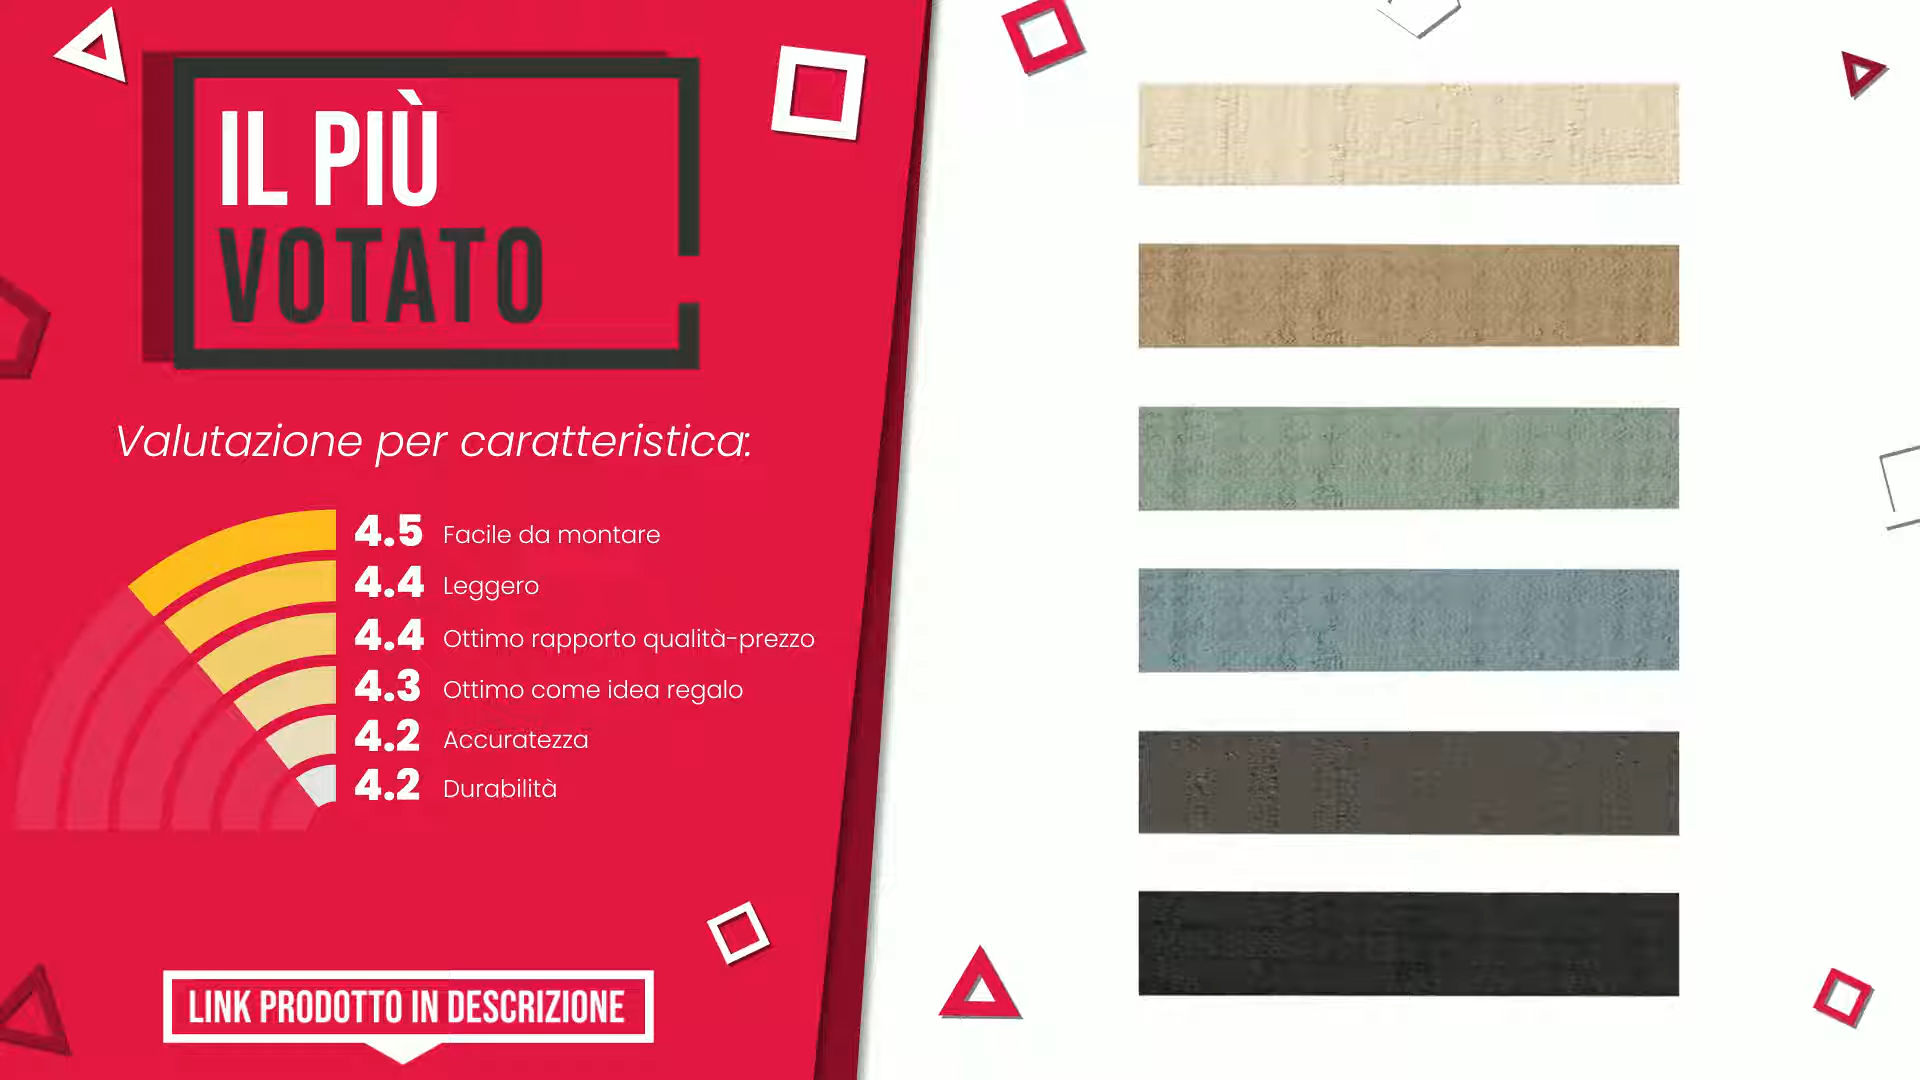 IL PIÙ
VOTATO
Valutazione per caratteristica:
4.5 Facile da montare
4.4 Leggero
4.4 Ottimo rapporto qualità-prezzo
4.3 Ottimo come idea regalo
4.2 Accuratezza
4.2 Durabilità
LINK PRODOTTO IN DESCRIZIONE